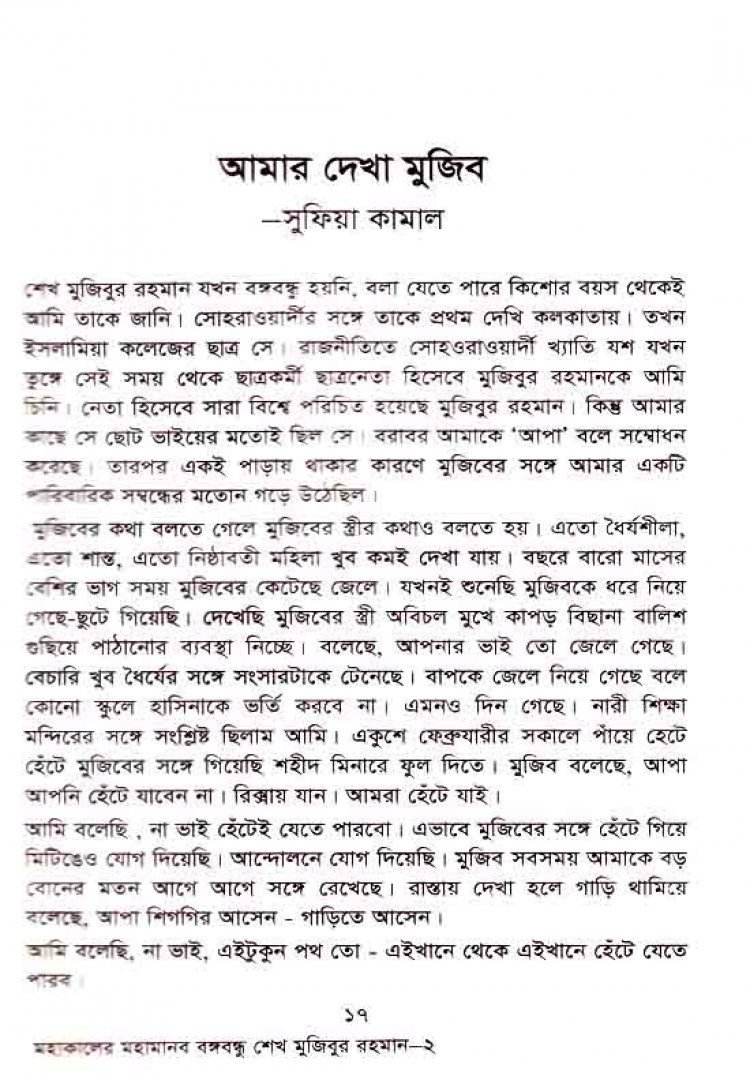 আমার দেখা মুজিব
–সুফিয়া কামাল
শেখ মুজিবুর রহমান যখন বঙ্গবন্ধু হয়নি, বলা যেতে পারে কিশোর বয়স থেকেই
আমি তাকে জানি। সোহরাওয়ার্দীর সঙ্গে তাকে প্রথম দেখি কলকাতায়। তখন
ইসলামিয়া কলেজের ছাত্র সে। রাজনীতিতে সোহওরাওয়ার্দী খ্যাতি যশ যখন
তুঙ্গে সেই সময় থেকে ছাত্রকর্মী ছাত্রনেতা হিসেবে মুজিবুর রহমানকে আমি
চিনি। নেতা হিসেবে সারা বিশ্বে পরিচিত হয়েছে মুজিবুর রহমান। কিন্তু আমার
কাছে সে ছোট ভাইয়ের মতোই ছিল সে। বরাবর আমাকে ‘আপা’ বলে সম্বোধন
করেছে। তারপর একই পাড়ায় থাকার কারণে মুজিবের সঙ্গে আমার একটি
পারিবারিক সম্বন্ধের মতোন গড়ে উঠেছিল।
মুজিবের কথা বলতে গেলে মুজিবের স্ত্রীর কথাও বলতে হয়। এতো ধৈর্যশীলা,
এতো শান্ত, এতো নিষ্ঠাবতী মহিলা খুব কমই দেখা যায়। বছরে বারো মাসের
বেশির ভাগ সময় মুজিবের কেটেছে জেলে। যখনই শুনেছি মুজিবকে ধরে নিয়ে
গেছে-ছুটে গিয়েছি। দেখেছি মুজিবের স্ত্রী অবিচল মুখে কাপড় বিছানা বালিশ
গুছিয়ে পাঠানোর ব্যবস্থা নিচ্ছে। বলেছে, আপনার ভাই তো জেলে গেছে।
বেচারি খুব ধৈর্যের সঙ্গে সংসারটাকে টেনেছে। বাপকে জেলে নিয়ে গেছে বলে
কোনো স্কুলে হাসিনাকে ভর্তি করবে না। এমনও দিন গেছে। নারী শিক্ষা
মন্দিরের সঙ্গে সংশ্লিষ্ট ছিলাম আমি। একুশে ফেব্রুযারীর সকালে পাঁয়ে হেটে
হেঁটে মুজিবের সঙ্গে গিয়েছি শহীদ মিনারে ফুল দিতে। মুজিব বলেছে, আপা
আপনি হেঁটে যাবেন না। রিক্সায় যান। আমরা হেঁটে যাই।
আমি বলেছি , না ভাই হেঁটেই যেতে পারবো। এভাবে মুজিবের সঙ্গে হেঁটে গিয়ে
মিটিঙেও যোগ দিয়েছি। আন্দোলনে যোগ দিয়েছি। মুজিব সবসময় আমাকে বড়
বোনের মতন আগে আগে সঙ্গে রেখেছে। রাস্তায় দেখা হলে গাড়ি থামিয়ে
বলেছে, আপা শিগগির আসেন - গাড়িতে আসেন।
আমি বলেছি, না ভাই, এইটুকুন পথ তো - এইখানে থেকে এইখানে হেঁটে যেতে
পারব।
১৭
মহাকালের মহামানব বঙ্গবন্ধু শেখ মুজিবুর রহমান–২